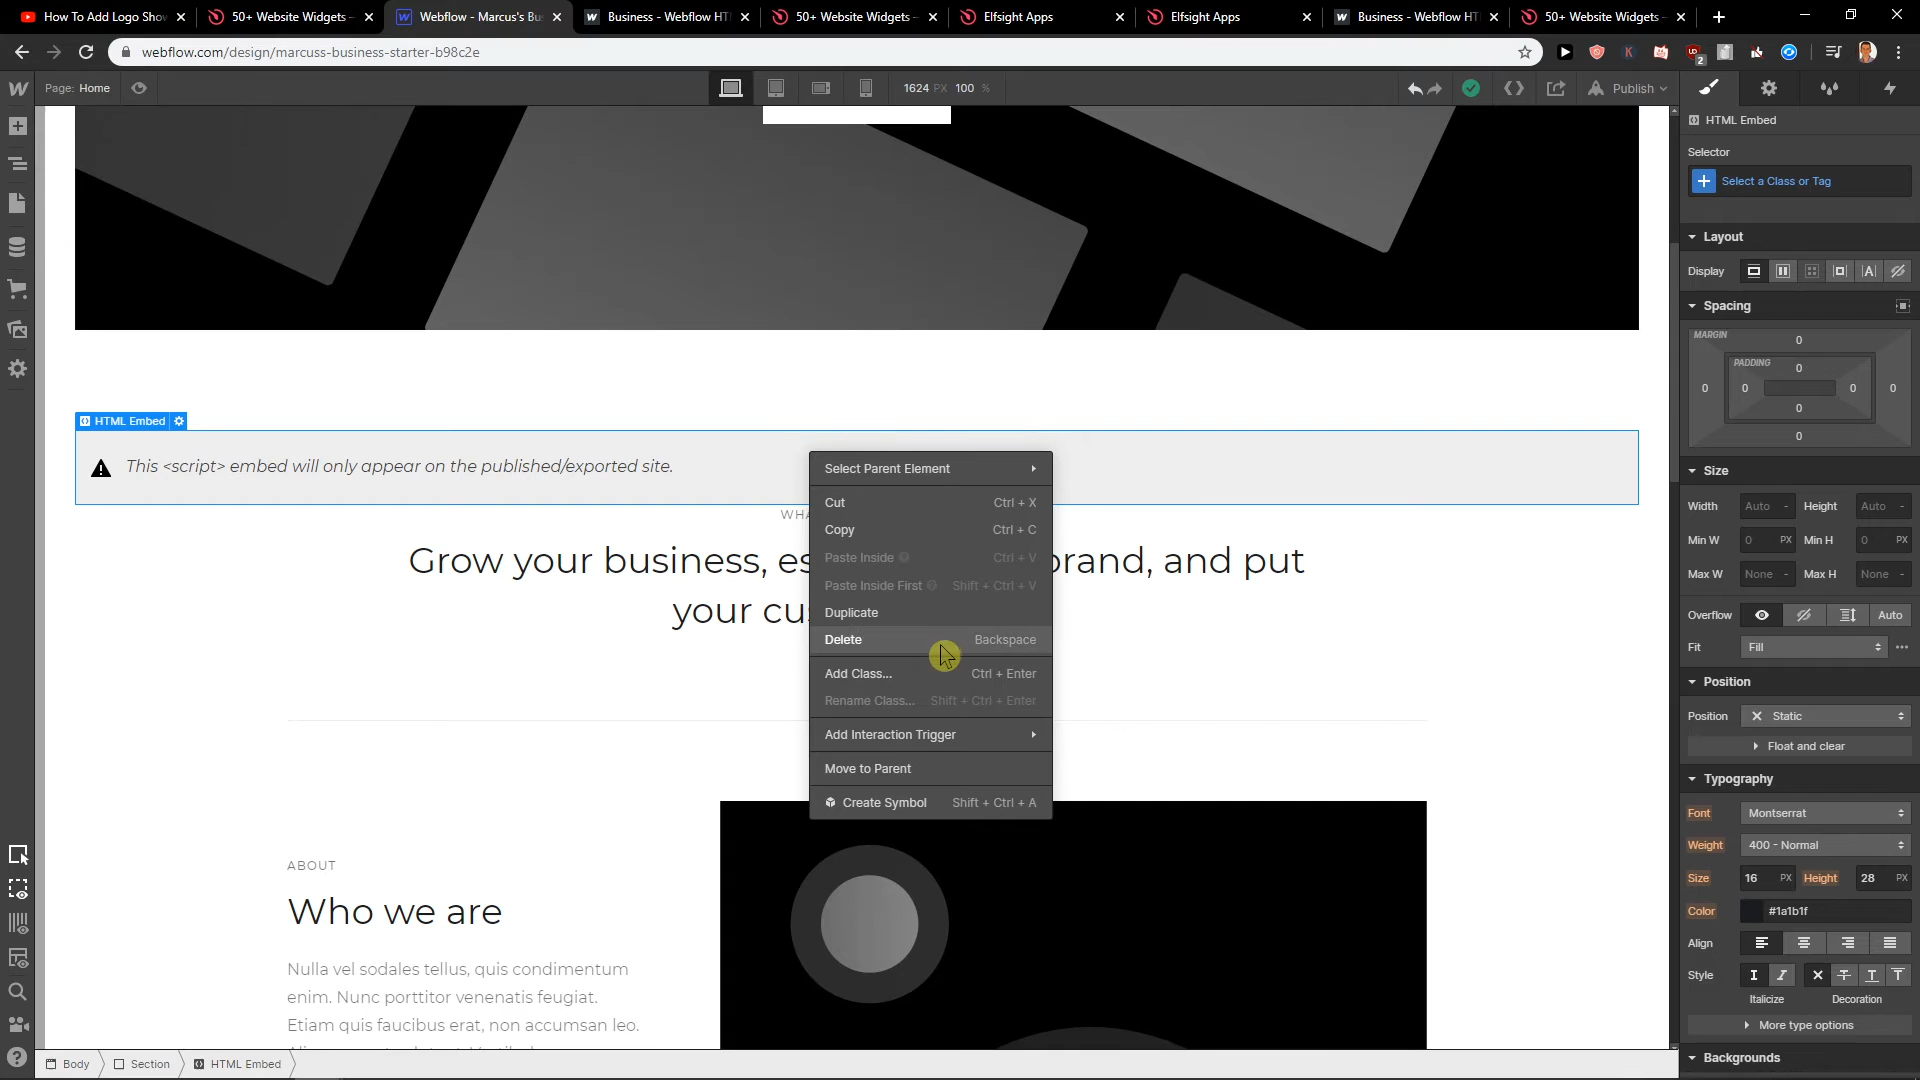 How To Add Logo Sho
50+ Website Widgets -
Webflow - Marcus's Bu
Business - Webflow HT
50+ Website Widgets -
Elfsight Apps
Elfsight Apps
Business - Webflow HT
50+ Website Widgets -
webflow.com/design/marcuss-business-starter-b98c2e
2
Page: Home
1624 PX 100 %
Publish
HTML Embed
Selector
Select a Class or Tag
Layout
Display
Spacing
MARGIN
0
PADDING
0
0 0 0 0
0
0
Size
Width Auto - Height Auto -
Min W 0 PX Min H 0 PX
Max W None - Max H None -
Overflow Auto
Fit Fill
Position
Position Static
Float and clear
Typography
Font Montserrat
Weight 400 - Normal
Size 16 PX Height 28 PX
Color #1a1b1f
Align
Style
Italicize Decoration
More type options
Backgrounds
HTML Embed
This <script> embed will only appear on the published/exported site.
WHA
Grow your business, es brand, and put
your cus
Select Parent Element
Cut Ctrl + X
Copy Ctrl + C
Paste Inside Ctrl + V
Paste Inside First Shift + Ctrl + V
Duplicate
Delete Backspace
Add Class... Ctrl + Enter
Rename Class... Shift + Ctrl + Enter
Add Interaction Trigger
Move to Parent
Create Symbol Shift + Ctrl + A
ABOUT
Who we are
Nulla vel sodales tellus, quis condimentum
enim. Nunc porttitor venenatis feugiat.
Etiam quis faucibus erat, non accumsan leo.
Body Section HTML Embed